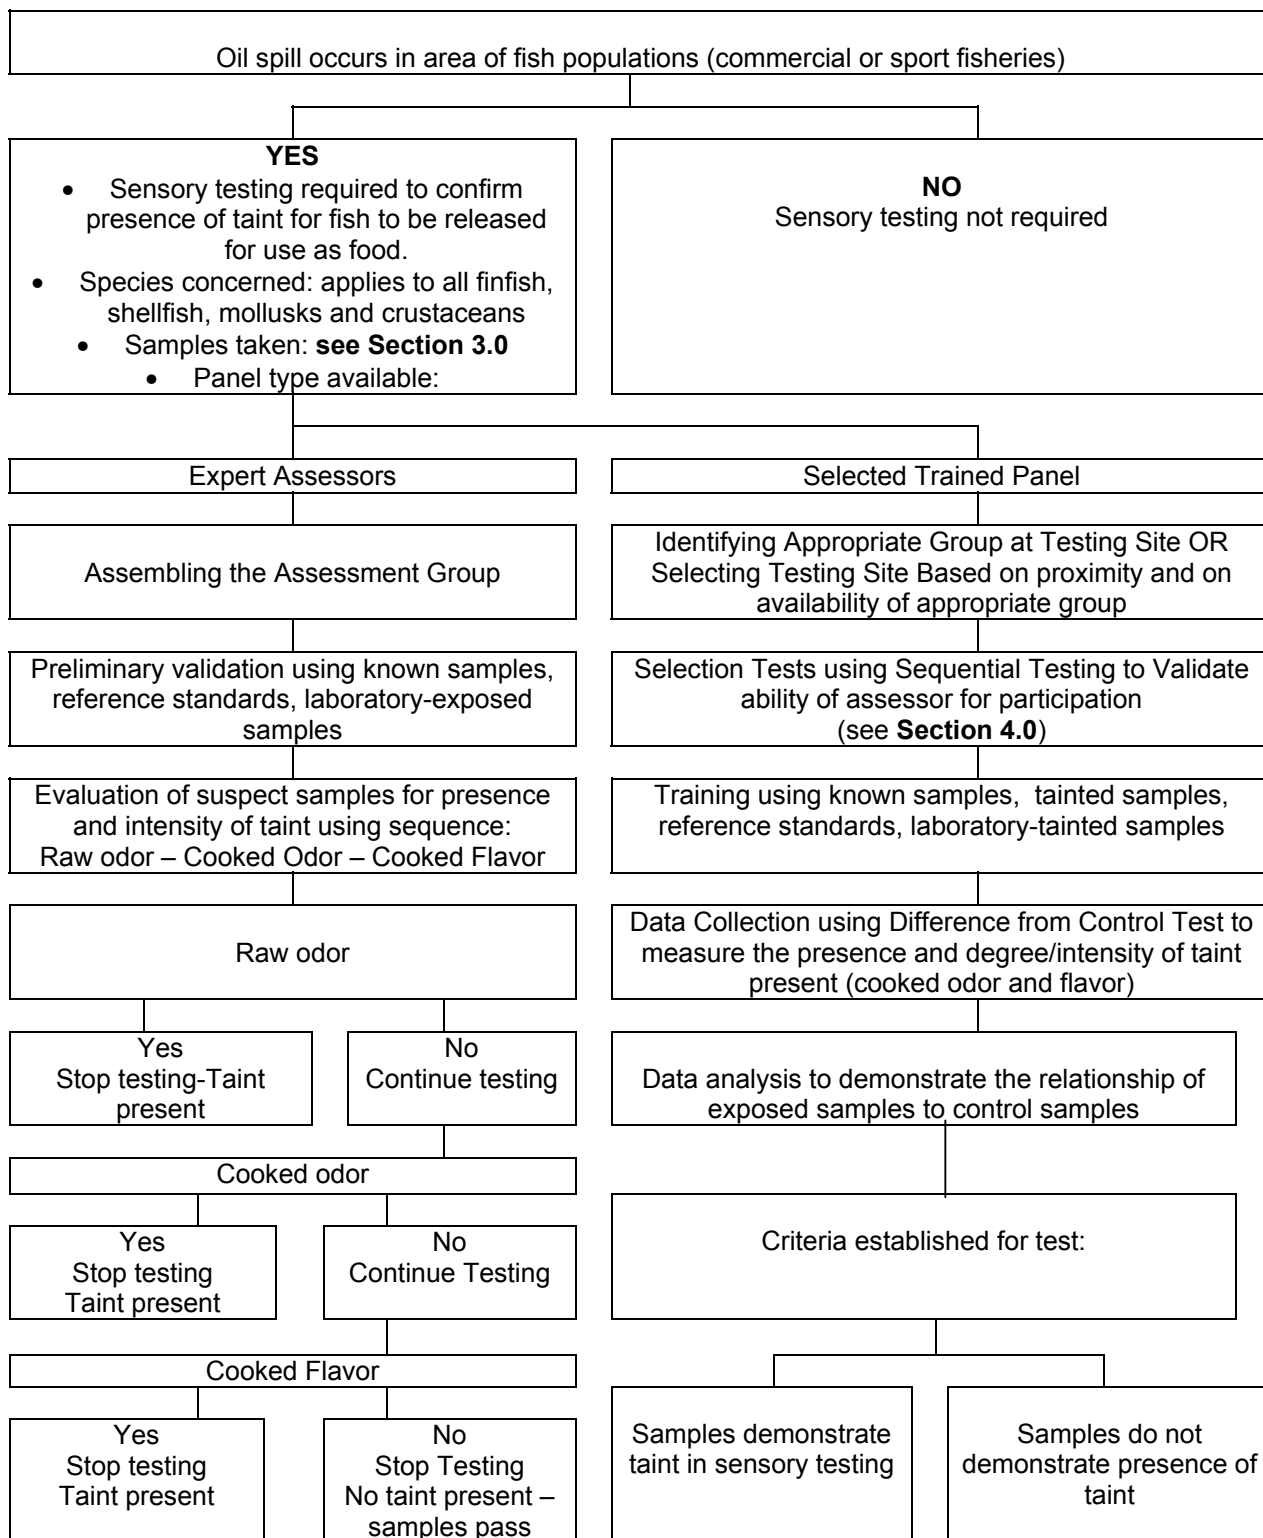 Oil spill occurs in area of fish populations (commercial or sport fisheries)
YES
• Sensory testing required to confirm
presence of taint for fish to be released
for use as food.
• Species concerned: applies to all finfish,
shellfish, mollusks and crustaceans
• Samples taken: see Section 3.0
• Panel type available:
NO
Sensory testing not required
Expert Assessors
Selected Trained Panel
Assembling the Assessment Group
Identifying Appropriate Group at Testing Site OR
Selecting Testing Site Based on proximity and on
availability of appropriate group
Preliminary validation using known samples,
reference standards, laboratory-exposed
samples
Selection Tests using Sequential Testing to Validate
ability of assessor for participation
(see Section 4.0)
Evaluation of suspect samples for presence
and intensity of taint using sequence:
Raw odor – Cooked Odor – Cooked Flavor
Training using known samples, tainted samples,
reference standards, laboratory-tainted samples
Raw odor
Data Collection using Difference from Control Test to
measure the presence and degree/intensity of taint
present (cooked odor and flavor)
Yes
Stop testing-Taint
present
No
Continue testing
Data analysis to demonstrate the relationship of
exposed samples to control samples
Cooked odor
Yes
Stop testing
Taint present
No
Continue Testing
Criteria established for test:
Cooked Flavor
Yes
Stop testing
Taint present
No
Stop Testing
No taint present –
samples pass
Samples demonstrate
taint in sensory testing
Samples do not
demonstrate presence of
taint